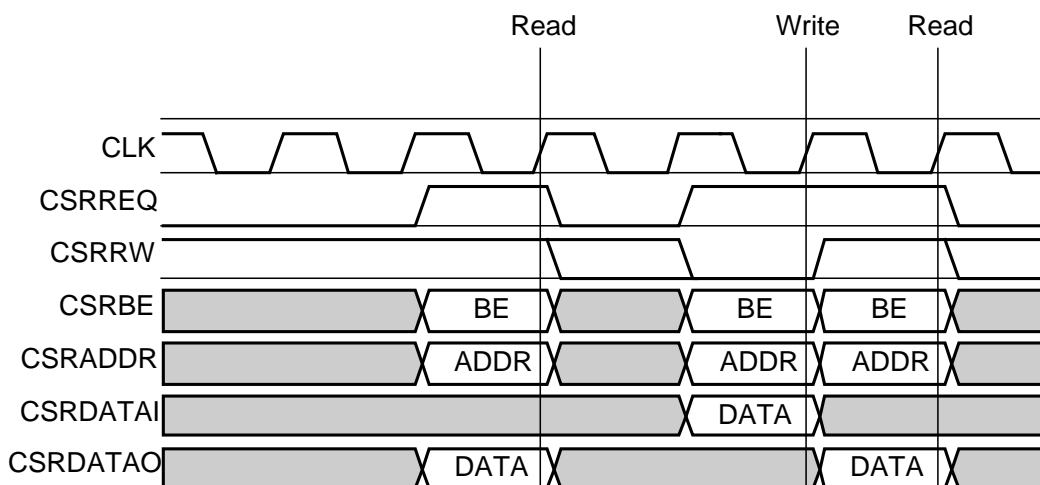 Read Write Read
CLK
CSRREQ
CSRRW
CSRBE BE BE BE
CSRADDR ADDR ADDR ADDR
CSRDATAI DATA
CSRDATAO DATA DATA